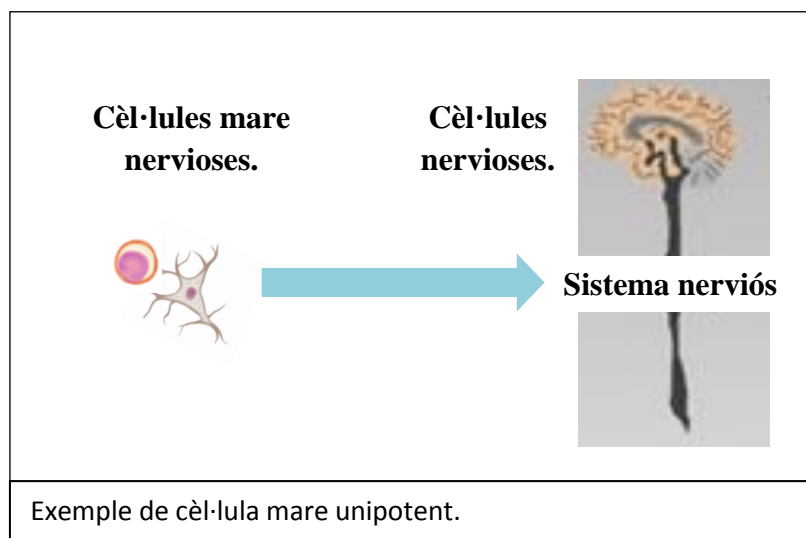 Cèl·lules mare
nervioses.
Cèl·lules
nervioses.
Sistema nerviós
Exemple de cèl·lula mare unipotent.